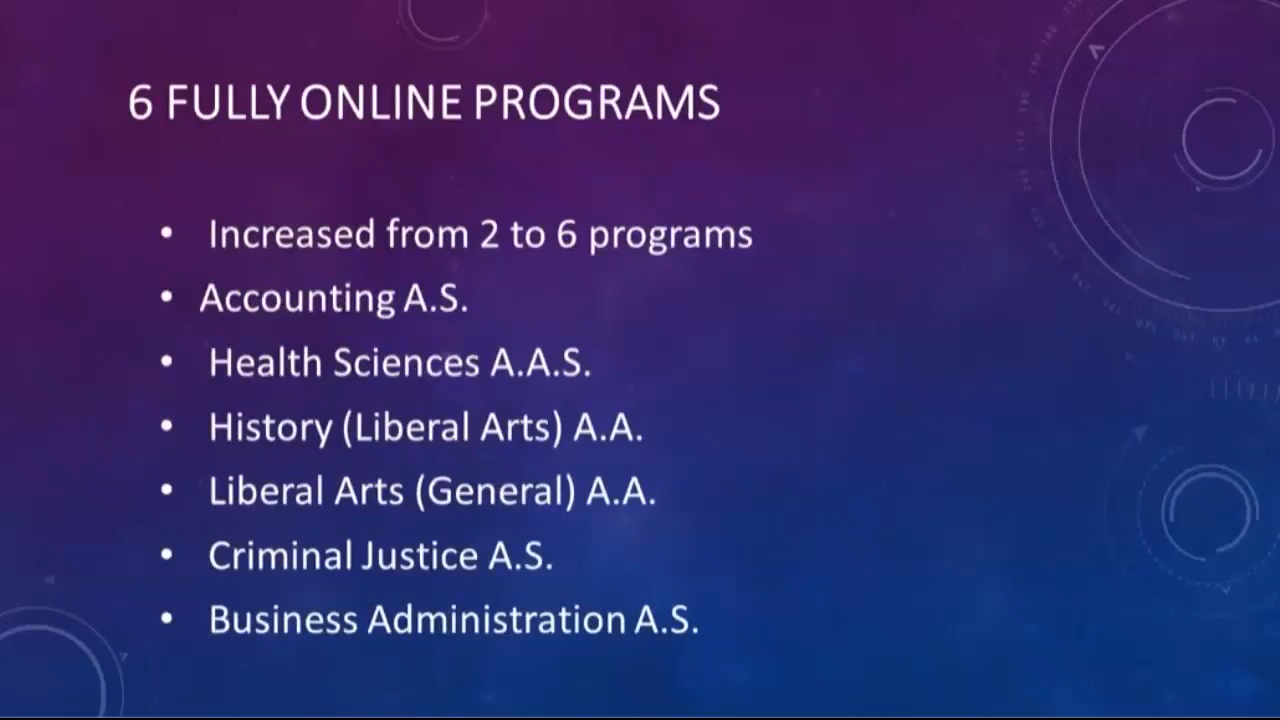 6 FULLY ONLINE PROGRAMS
• Increased from 2 to 6 programs
• Accounting A.S.
• Health Sciences A.A.S.
• History (Liberal Arts) A.A.
• Liberal Arts (General) A.A.
• Criminal Justice A.S.
• Business Administration A.S.